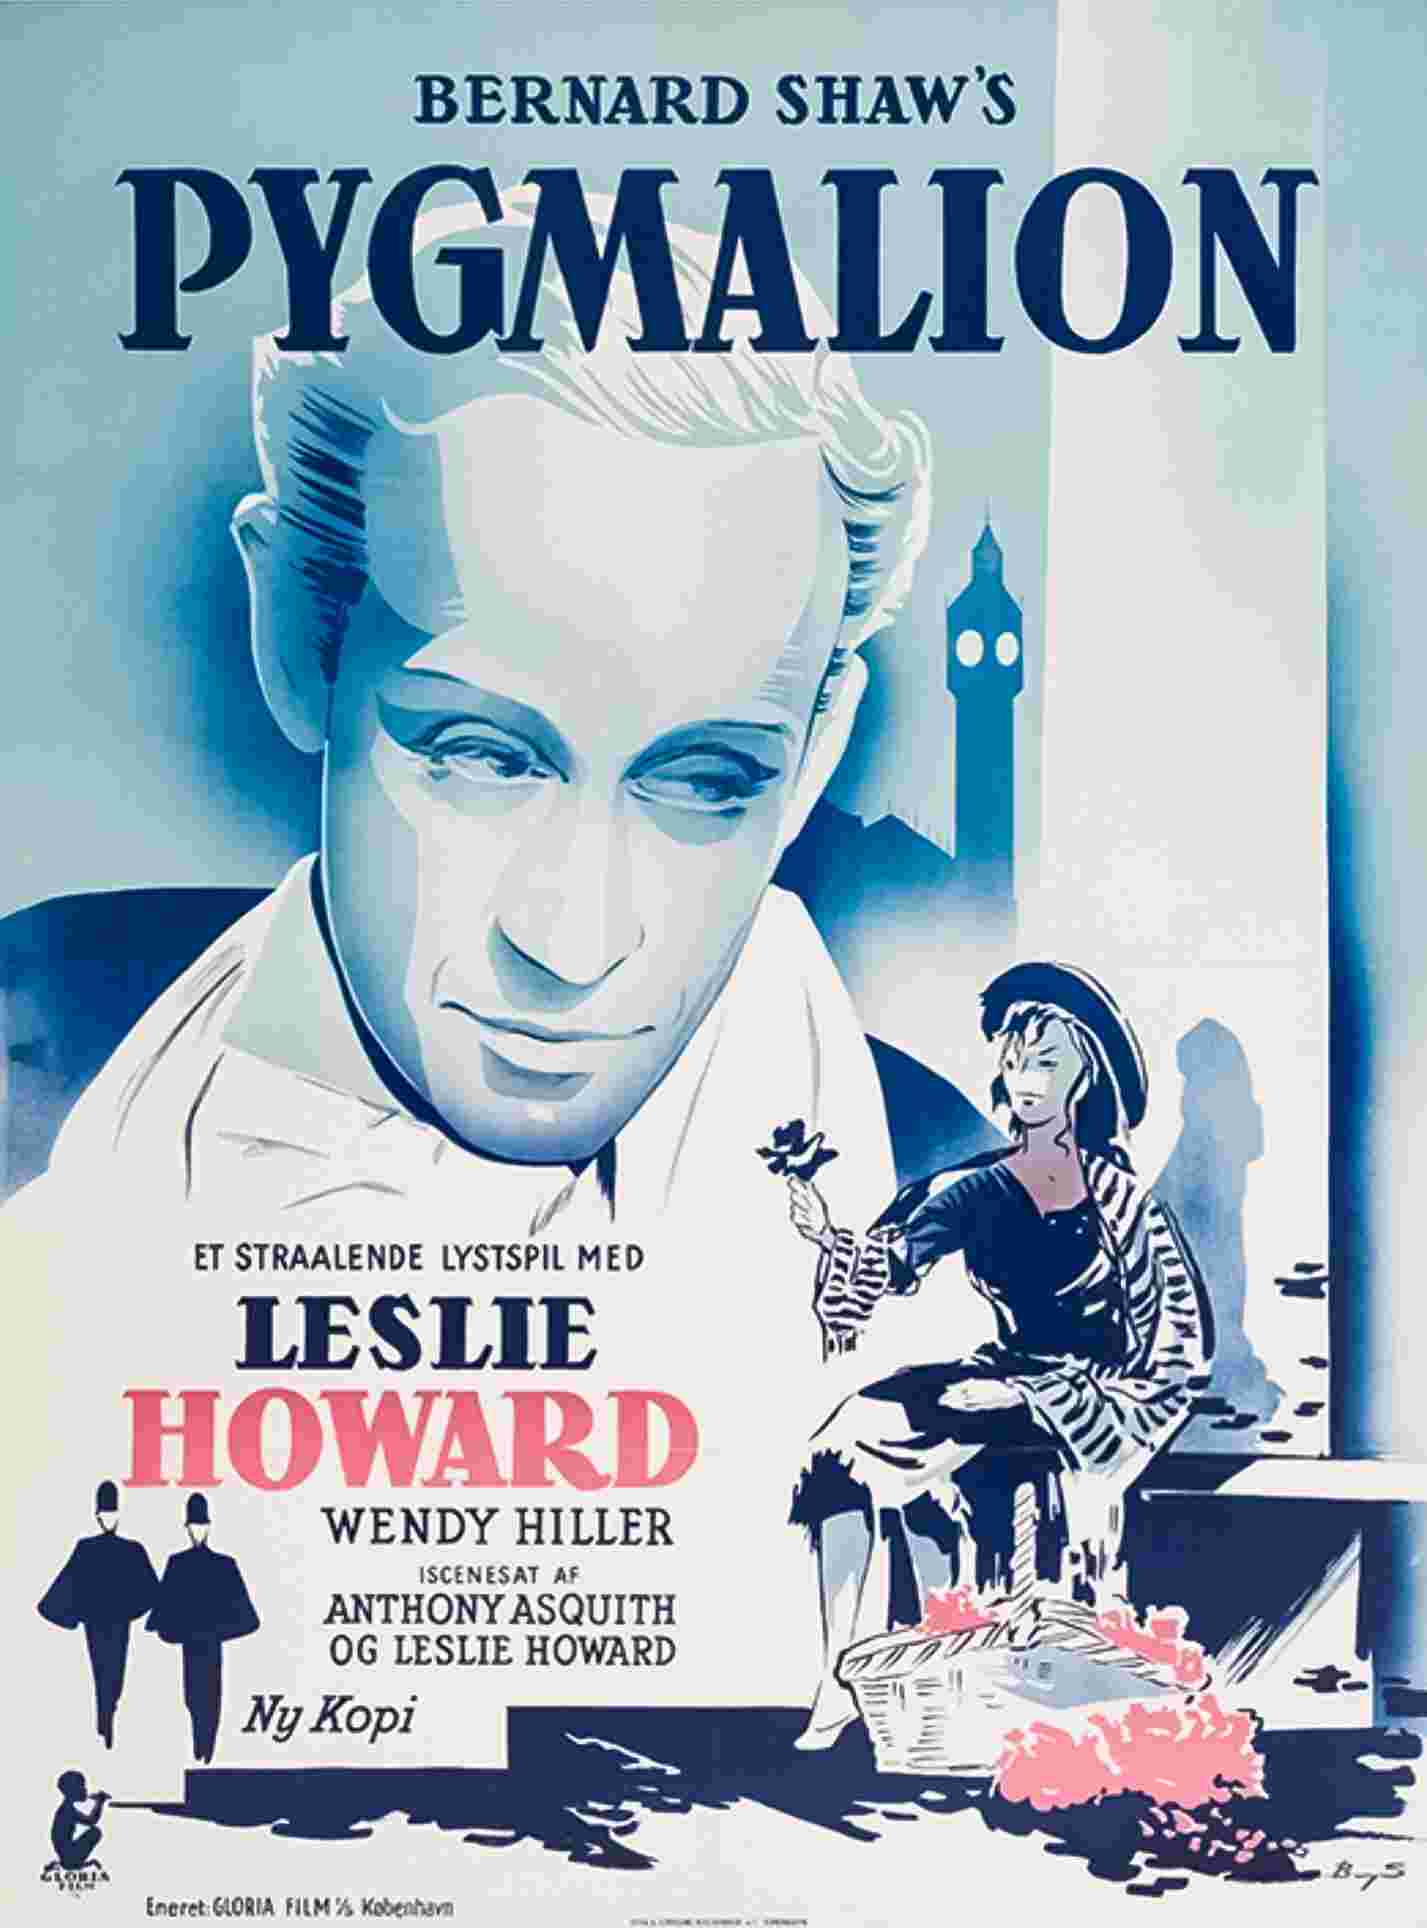 BERNARD SHAW'S
PYGMALION
ET STRAALENDE LYSTSPIL MED
LESLIE
HOWARD
WENDY HILLER
ISCENESAT AF
ANTHONY ASQUITH
OG LESLIE HOWARD
Ny Kopi
GLORIA
FILM
Eneret: GLORIA FILM A/S København